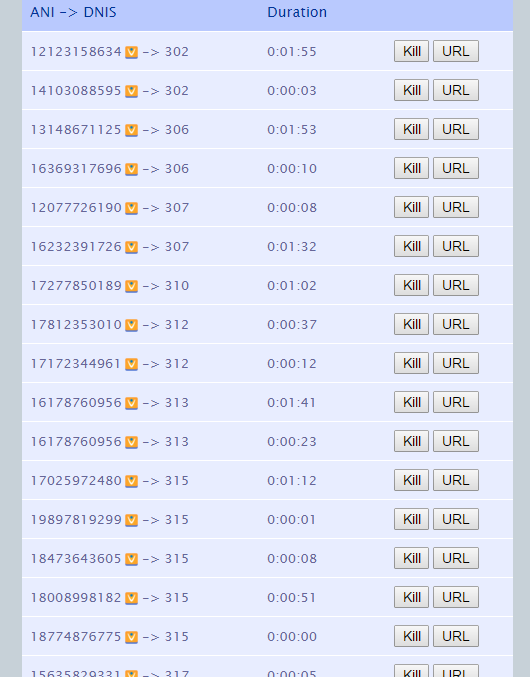 ANI -> DNIS Duration
12123158634 -> 302 0:01:55 Kill URL
14103088595 -> 302 0:00:03 Kill URL
13148671125 -> 306 0:01:53 Kill URL
16369317696 -> 306 0:00:10 Kill URL
12077726190 -> 307 0:00:08 Kill URL
16232391726 -> 307 0:01:32 Kill URL
17277850189 -> 310 0:01:02 Kill URL
17812353010 -> 312 0:00:37 Kill URL
17172344961 -> 312 0:00:12 Kill URL
16178760956 -> 313 0:01:41 Kill URL
16178760956 -> 313 0:00:23 Kill URL
17025972480 -> 315 0:01:12 Kill URL
19897819299 -> 315 0:00:01 Kill URL
18473643605 -> 315 0:00:08 Kill URL
18008998182 -> 315 0:00:51 Kill URL
18774876775 -> 315 0:00:00 Kill URL
15635829331 -> 317 0:00:05 Kill URL